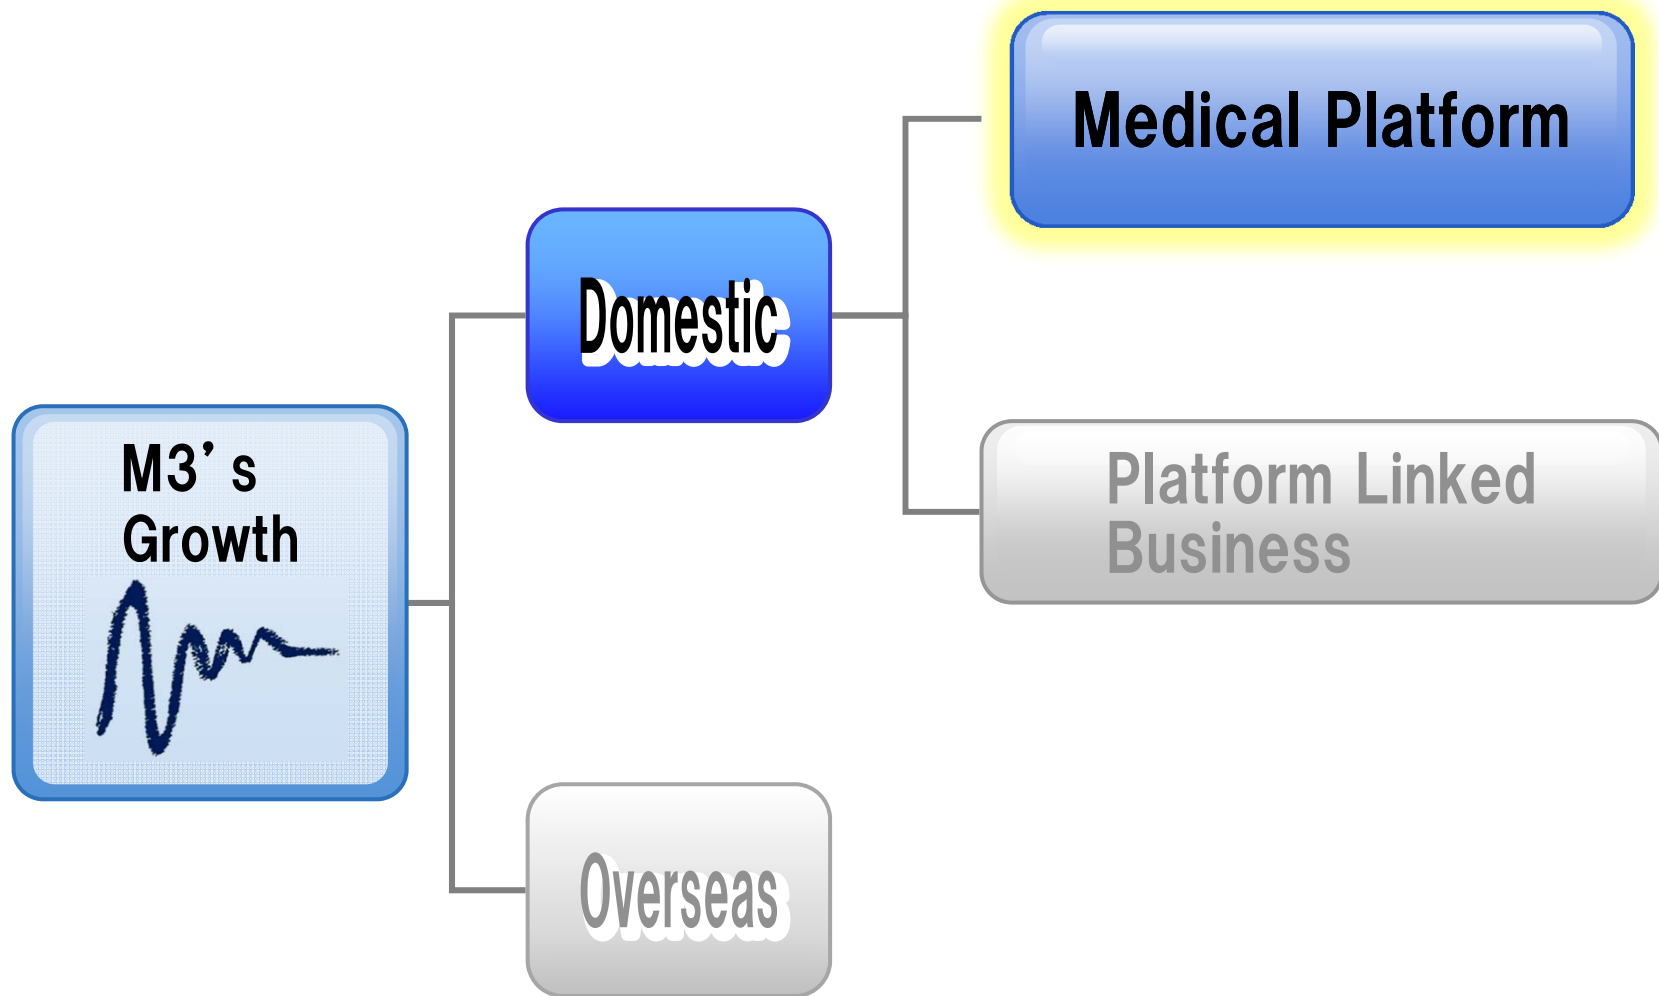 Medical Platform
Domestic
M3’s
Growth
Platform Linked
Business
Overseas